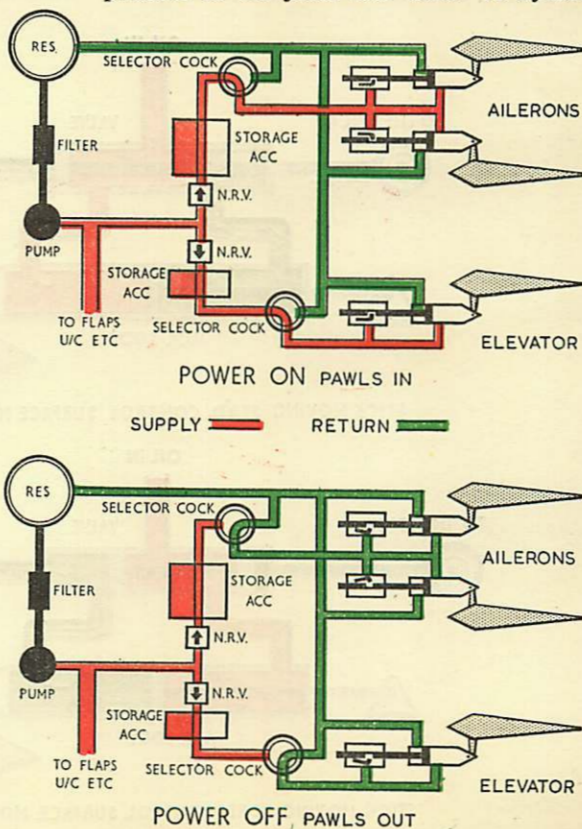 RES.
SELECTOR COCK
AILERONS
STORAGE
ACC
FILTER
N.R.V.
N.R.V.
PUMP
STORAGE
ACC
TO FLAPS
U/C ETC
SELECTOR COCK
ELEVATOR
POWER ON PAWLS IN
SUPPLY
RETURN
RES
SELECTOR COCK
AILERONS
STORAGE
ACC
FILTER
N.R.V.
PUMP
N.R.V.
STORAGE
ACC
TO FLAPS
U/C ETC
SELECTOR COCK
ELEVATOR
POWER OFF, PAWLS OUT